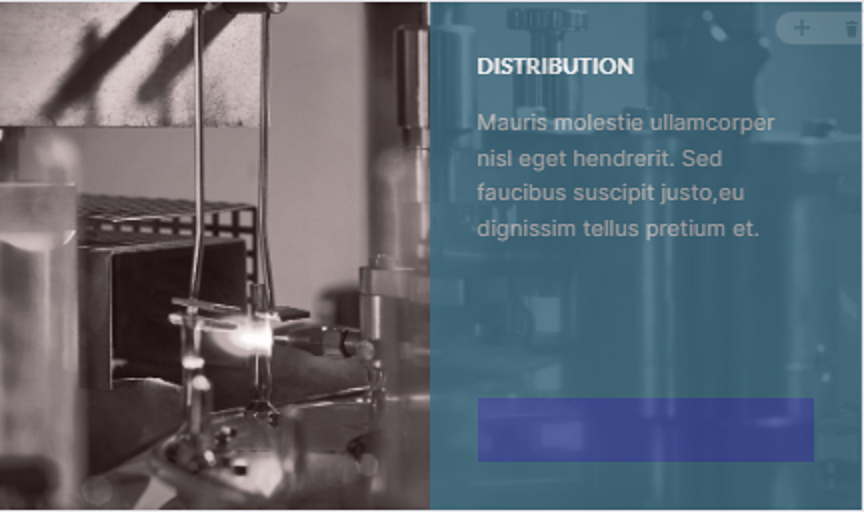 DISTRIBUTION
Mauris molestie ullamcorper
nisl eget hendrerit. Sed
faucibus suscipit justo,eu
dignissim tellus pretium et.